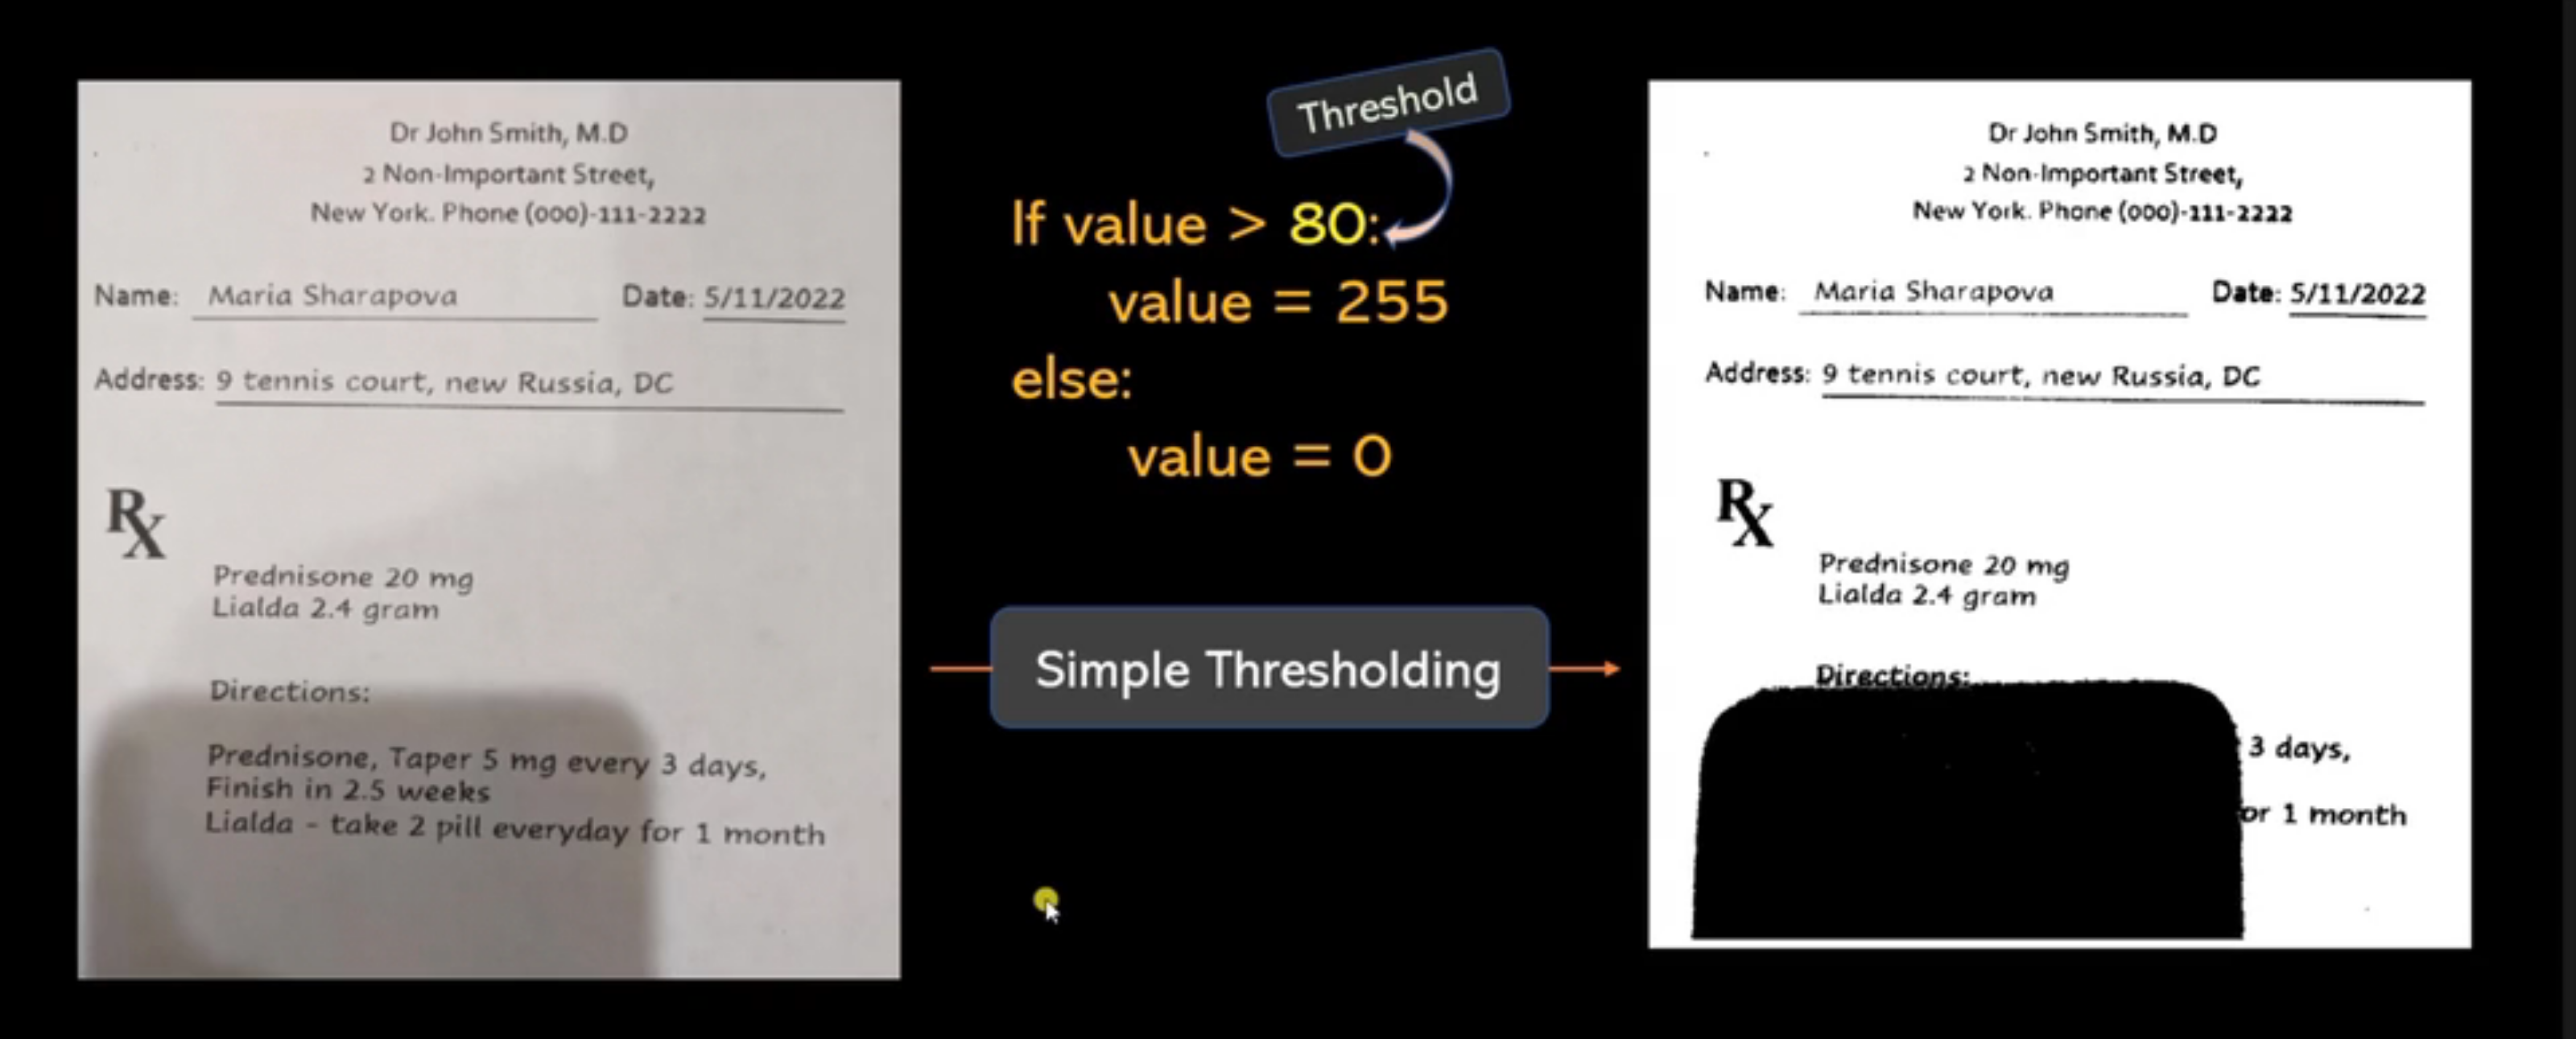 Dr John Smith, M.D
2 Non-Important Street,
New York. Phone (000)-111-2222
Name: Maria Sharapova Date: 5/11/2022
Address: 9 tennis court, new Russia, DC
Rx
Prednisone 20 mg
Lialda 2.4 gram
Directions:
Prednisone, Taper 5 mg every 3 days,
Finish in 2.5 weeks
Lialda - take 2 pill everyday for 1 month
Threshold
If value > 80:
value = 255
else:
value = 0
Simple Thresholding
Dr John Smith, M.D
2 Non-Important Street,
New York. Phone (000)-111-2222
Name: Maria Sharapova Date: 5/11/2022
Address: 9 tennis court, new Russia, DC
Rx
Prednisone 20 mg
Lialda 2.4 gram
Directions:
3 days,
or 1 month